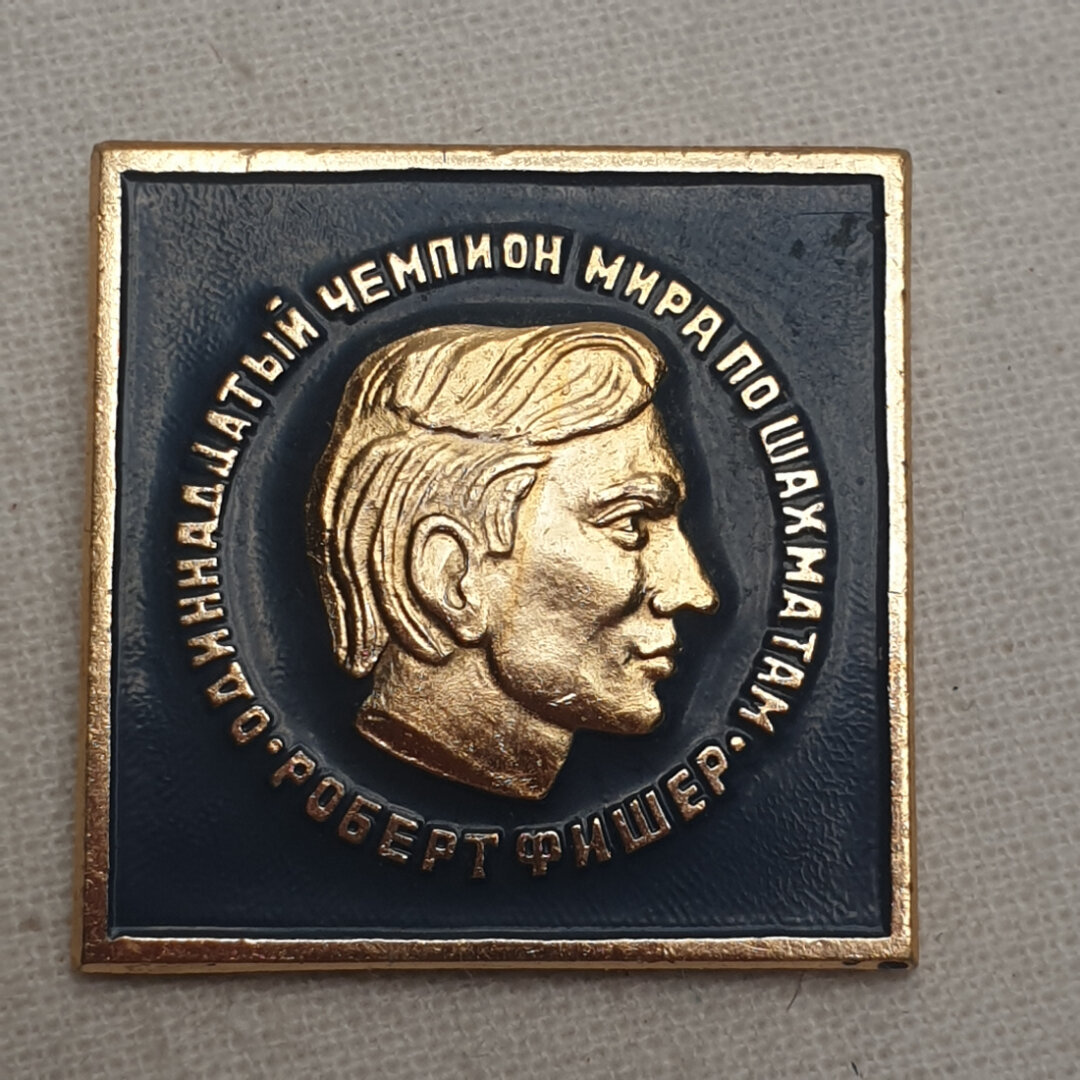 ОДИННАДЦАТЫЙ ЧЕМПИОН МИРА ПО ШАХМАТАМ
• РОБЕРТ ФИШЕР •